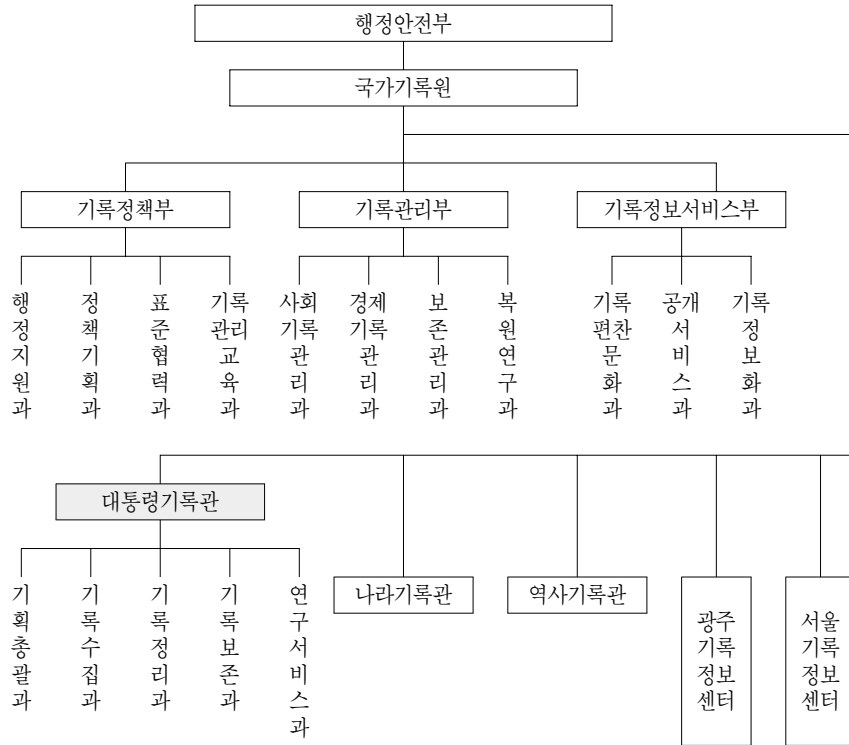 행정안전부
국가기록원
기록정책부
기록관리부
기록정보서비스부
행정지원과
정책기획과
표준협력과
기록관리교육과
사회기록관리과
경제기록관리과
보존관리과
복원연구과
기록편찬문화과
공개서비스과
기록정보화과
대통령기록관
기획총괄과
기록수집과
기록정리과
기록보존과
연구서비스과
나라기록관
역사기록관
광주
기록
정보
센터
서울
기록
정보
센터